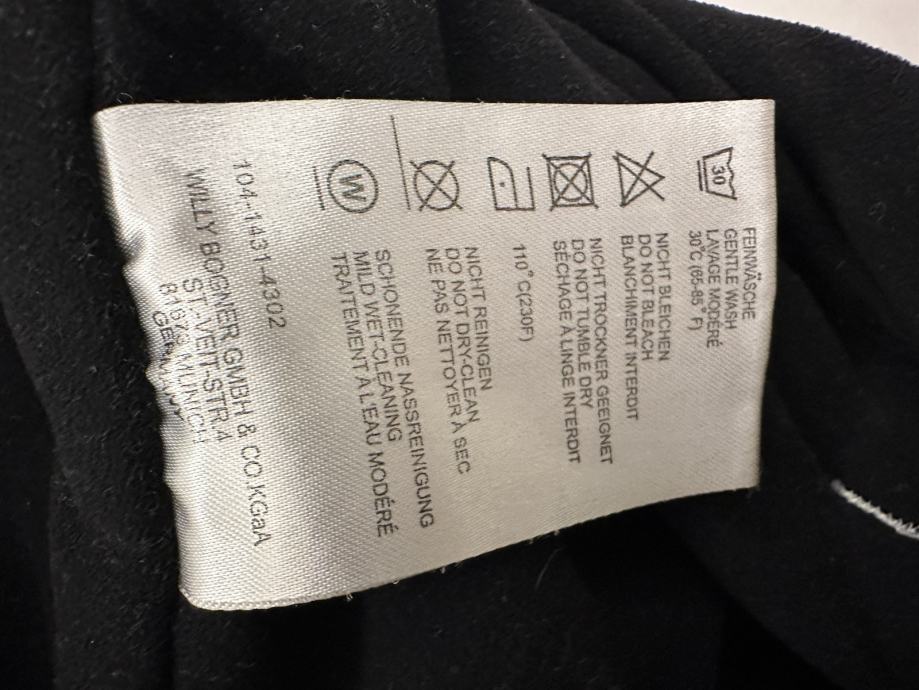 30
FEINWÄSCHE
GENTLE WASH
LAVAGE MODÉRÉ
30°C (65-85°F)
NICHT BLEICHEN
DO NOT BLEACH
BLANCHIMENT INTERDIT
NICHT TROCKNER GEEIGNET
DO NOT TUMBLE DRY
SÉCHAGE À LINGE INTERDIT
110°C(230F)
NICHT REINIGEN
DO NOT DRY-CLEAN
NE PAS NETTOYER À SEC
W
SCHONENDE NASSREINIGUNG
MILD WET-CLEANING
TRAITEMENT À L'EAU MODÉRÉ
104-1431-4302
WILLY BOGNER GMBH & CO.KGaA
ST.-VEIT-STR.4
MUNICH